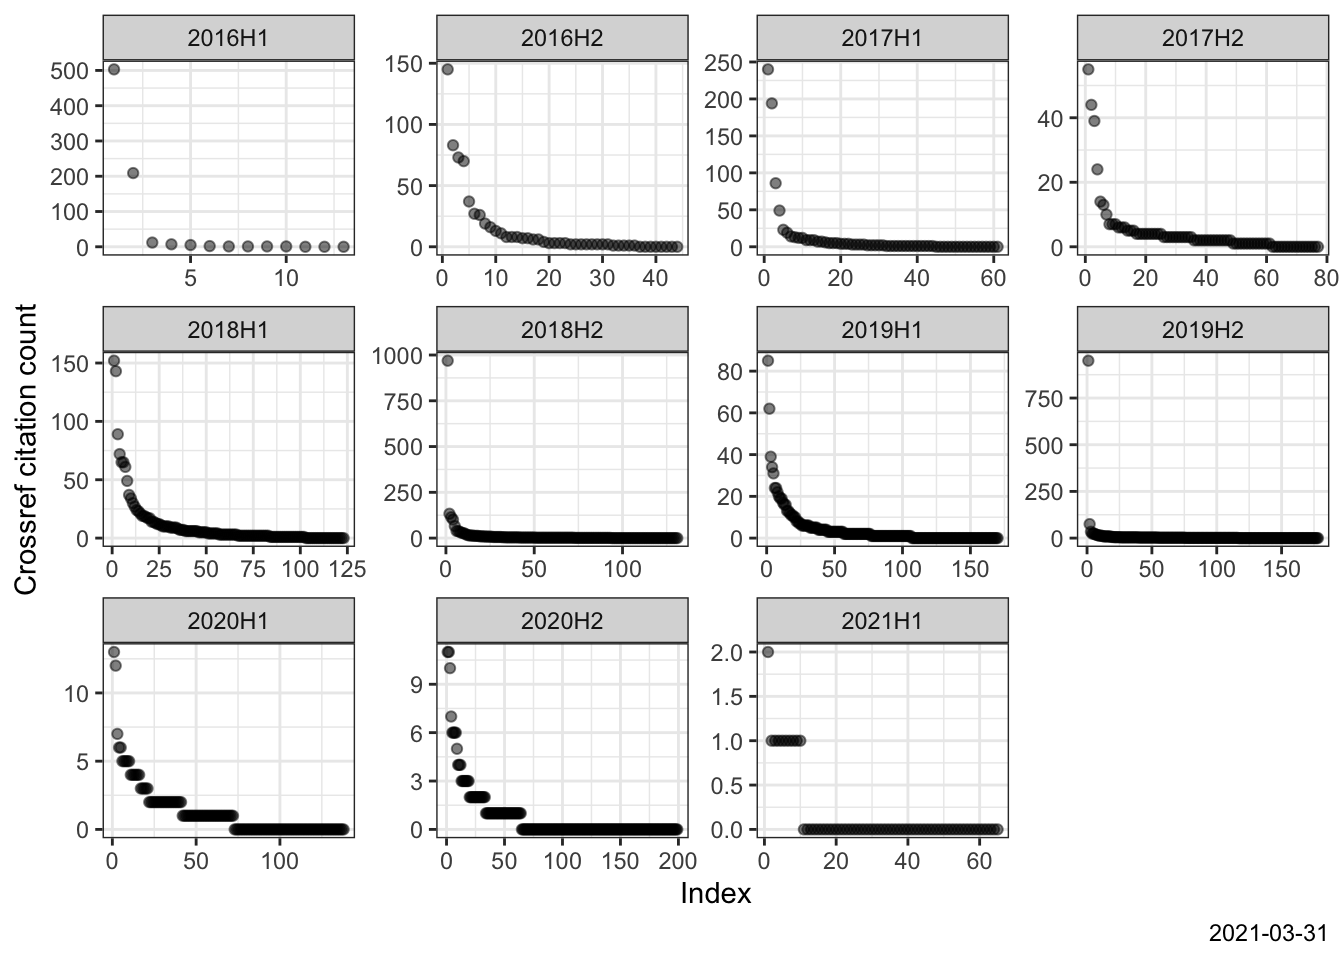 2016H1 2016H2 2017H1 2017H2
500 400 300 200 100 0
5 10
150 100 50 0
0 10 20 30 40
250 200 150 100 50 0
0 20 40 60
40 20 0
0 20 40 60 80
Crossref citation count
2018H1 2018H2 2019H1 2019H2
150 100 50 0
0 25 50 75 100 125
1000 750 500 250 0
0 50 100
80 60 40 20 0
0 50 100 150
750 500 250 0
0 50 100 150
2020H1 2020H2 2021H1
10 5 0
0 50 100
9 6 3 0
0 50 100 150 200
2.0 1.5 1.0 0.5 0.0
0 20 40 60
Index
2021-03-31